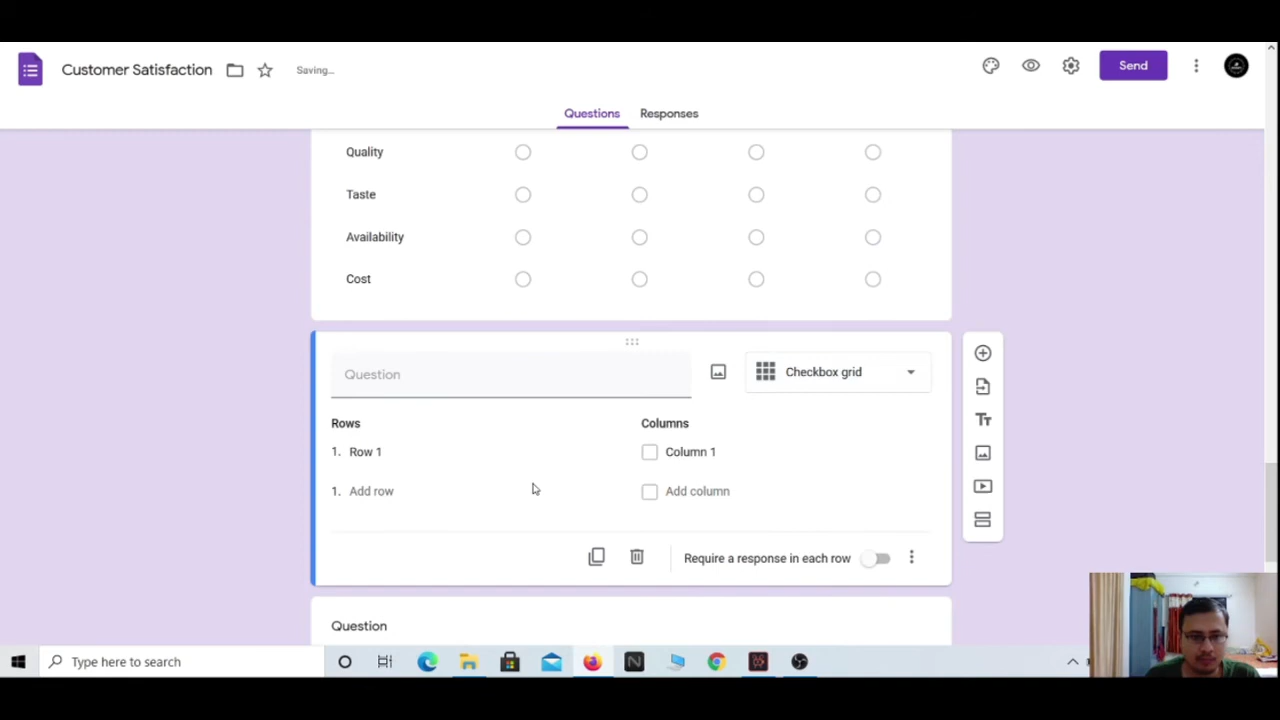 Customer Satisfaction Saving...
Send
Questions Responses
Quality
Taste
Availability
Cost
Question Checkbox grid
Rows Columns
1. Row 1 Column 1
1. Add row Add column
Require a response in each row
Question
Type here to search